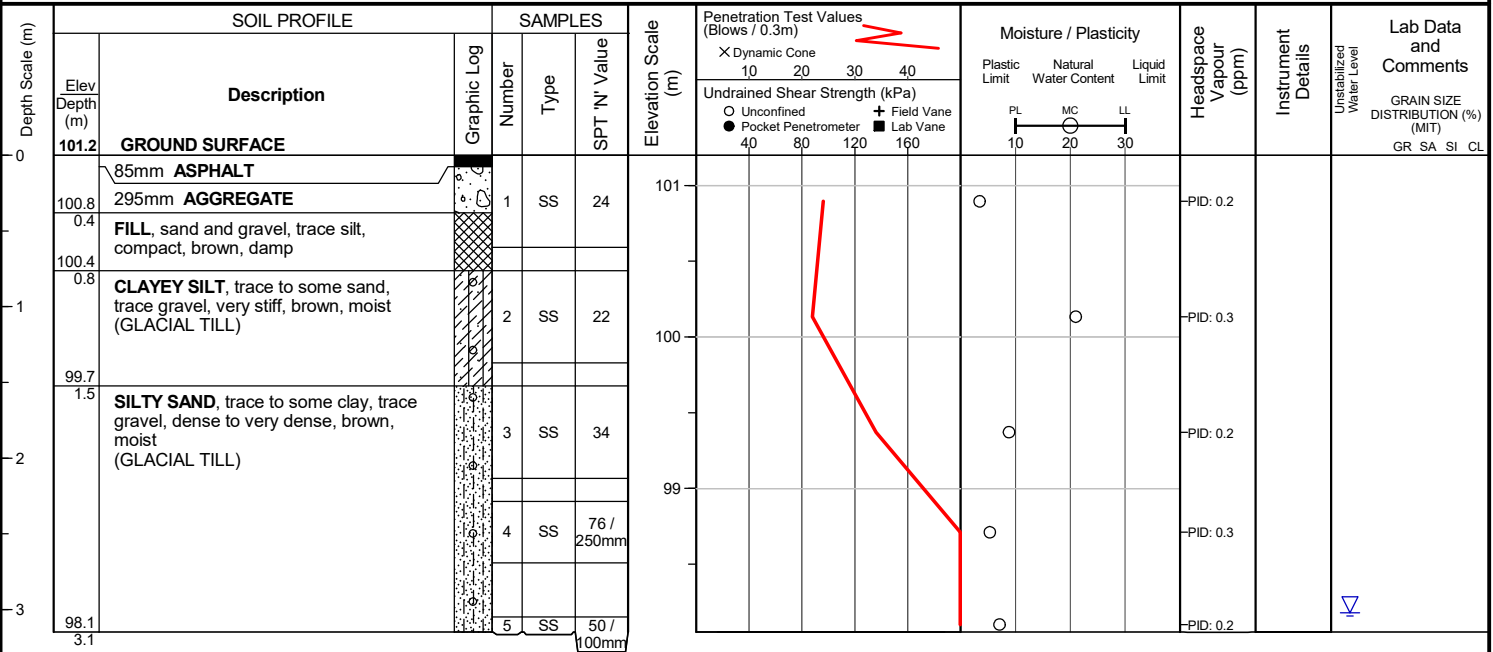 SOIL PROFILE
SAMPLES
Depth Scale (m)
Elev
Depth
(m)
101.2
Description
GROUND SURFACE
Graphic Log
Number
Type
SPT 'N' Value
Elevation Scale
(m)
Penetration Test Values
(Blows / 0.3m)
× Dynamic Cone
10 20 30 40
Undrained Shear Strength (kPa)
Unconfined
Field Vane
Pocket Penetrometer
Lab Vane
40 80 120 160
Moisture / Plasticity
Plastic
Limit
Natural
Water Content
Liquid
Limit
PL MC LL
10 20 30
Headspace
Vapour
(ppm)
Instrument
Details
Unstabilized
Water Level
Lab Data
and
Comments
GRAIN SIZE
DISTRIBUTION (%)
(MIT)
GR SA SI CL
0
85mm ASPHALT
100.8
295mm AGGREGATE
1 SS 24
101
PID: 0.2
0.4
FILL, sand and gravel, trace silt,
compact, brown, damp
100.4
0.8
CLAYEY SILT, trace to some sand,
trace gravel, very stiff, brown, moist
(GLACIAL TILL)
1
2 SS 22
100
PID: 0.3
99.7
1.5
SILTY SAND, trace to some clay, trace
gravel, dense to very dense, brown,
moist
(GLACIAL TILL)
3 SS 34
PID: 0.2
2
99
4 SS 76 /
250mm
PID: 0.3
3
98.1
3.1
5 SS 50 /
100mm
PID: 0.2